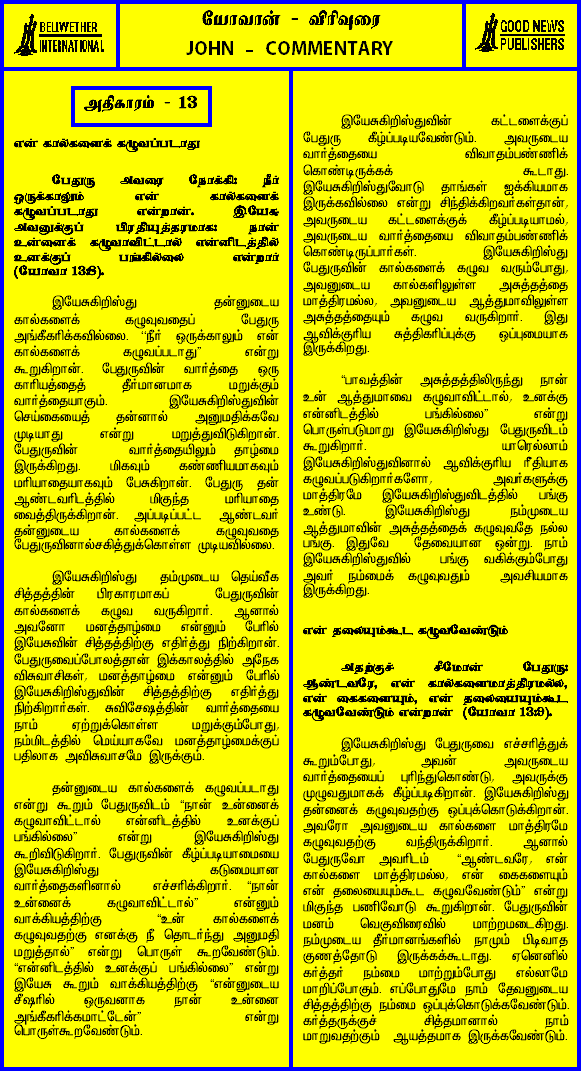 BELLWETHER
INTERNATIONAL
யோவான் - விரிவுரை
JOHN - COMMENTARY
GOOD NEWS
PUBLISHERS
அதிகாரம் - 13
என் கால்களைக் கழுவப்படாது
பேதுரு அவரை நோக்கி: நீர்
ஒருக்காலும் என் கால்களைக்
கழுவப்படாது என்றான். இயேசு
அவனுக்குப் பிரதியுத்தரமாக: நான்
உன்னைக் கழுவாவிட்டால் என்னிடத்தில்
உனக்குப் பங்கில்லை என்றார்
(யோவா 13:8).
இயேசுகிறிஸ்து தன்னுடைய
கால்களைக் கழுவுவதைப் பேதுரு
அங்கீகரிக்கவில்லை. “நீர் ஒருக்காலும் என்
கால்களைக் கழுவப்படாது” என்று
கூறுகிறான். பேதுருவின் வார்த்தை ஒரு
காரியத்தைத் தீர்மானமாக மறுக்கும்
வார்த்தையாகும். இயேசுகிறிஸ்துவின்
செய்கையைத் தன்னால் அனுமதிக்கவே
முடியாது என்று மறுத்துவிடுகிறான்.
பேதுருவின் வார்த்தையிலும் தாழ்மை
இருக்கிறது. மிகவும் கண்ணியமாகவும்
மரியாதையாகவும் பேசுகிறான். பேதுரு தன்
ஆண்டவரிடத்தில் மிகுந்த மரியாதை
வைத்திருக்கிறான். அப்படிப்பட்ட ஆண்டவர்
தன்னுடைய கால்களைக் கழுவுவதை
பேதுருவினால்சகித்துக்கொள்ள முடியவில்லை.
இயேசுகிறிஸ்து தம்முடைய தெய்வீக
சித்தத்தின் பிரகாரமாகப் பேதுருவின்
கால்களைக் கழுவ வருகிறார். ஆனால்
அவனோ மனத்தாழ்மை என்னும் பேரில்
இயேசுவின் சித்தத்திற்கு எதிர்த்து நிற்கிறான்.
பேதுருவைப்போலத்தான் இக்காலத்தில் அநேக
விசுவாசிகள், மனத்தாழ்மை என்னும் பேரில்
இயேசுகிறிஸ்துவின் சித்தத்திற்கு எதிர்த்து
நிற்கிறார்கள். சுவிசேஷத்தின் வார்த்தையை
நாம் ஏற்றுக்கொள்ள மறுக்கும்போது,
நம்மிடத்தில் மெய்யாகவே மனத்தாழ்மைக்குப்
பதிலாக அவிசுவாசமே இருக்கும்.
தன்னுடைய கால்களைக் கழுவப்படாது
என்று கூறும் பேதுருவிடம் “நான் உன்னைக்
கழுவாவிட்டால் என்னிடத்தில் உனக்குப்
பங்கில்லை” என்று இயேசுகிறிஸ்து
கூறிவிடுகிறார். பேதுருவின் கீழ்ப்படியாமையை
இயேசுகிறிஸ்து கடுமையான
வார்த்தைகளினால் எச்சரிக்கிறார். “நான்
உன்னைக் கழுவாவிட்டால்” என்னும்
வாக்கியத்திற்கு “உன் கால்களைக்
கழுவுவதற்கு எனக்கு நீ தொடர்ந்து அனுமதி
மறுத்தால்” என்று பொருள் கூறவேண்டும்.
“என்னிடத்தில் உனக்குப் பங்கில்லை” என்று
இயேசு கூறும் வாக்கியத்திற்கு “என்னுடைய
சீஷரில் ஒருவனாக நான் உன்னை
அங்கீகரிக்கமாட்டேன்” என்று
பொருள்கூறவேண்டும்.
இயேசுகிறிஸ்துவின் கட்டளைக்குப்
பேதுரு கீழ்ப்படியவேண்டும். அவருடைய
வார்த்தையை விவாதம்பண்ணிக்
கொண்டிருக்கக் கூடாது.
இயேசுகிறிஸ்துவோடு தாங்கள் ஐக்கியமாக
இருக்கவில்லை என்று சிந்திக்கிறவர்கள்தான்,
அவருடைய கட்டளைக்குக் கீழ்ப்படியாமல்,
அவருடைய வார்த்தையை விவாதம்பண்ணிக்
கொண்டிருப்பார்கள். இயேசுகிறிஸ்து
பேதுருவின் கால்களைக் கழுவ வரும்போது,
அவனுடைய கால்களிலுள்ள அசுத்தத்தை
மாத்திரமல்ல, அவனுடைய ஆத்துமாவிலுள்ள
அசுத்தத்தையும் கழுவ வருகிறார். இது
ஆவிக்குரிய சுத்திகரிப்புக்கு ஒப்புமையாக
இருக்கிறது.
“பாவத்தின் அசுத்தத்திலிருந்து நான்
உன் ஆத்துமாவை கழுவாவிட்டால், உனக்கு
என்னிடத்தில் பங்கில்லை” என்று
பொருள்படுமாறு இயேசுகிறிஸ்து பேதுருவிடம்
கூறுகிறார். யாரெல்லாம்
இயேசுகிறிஸ்துவினால் ஆவிக்குரிய ரீதியாக
கழுவப்படுகிறார்களோ, அவர்களுக்கு
மாத்திரமே இயேசுகிறிஸ்துவிடத்தில் பங்கு
உண்டு. இயேசுகிறிஸ்து நம்முடைய
ஆத்துமாவின் அசுத்தத்தைக் கழுவுவதே நல்ல
பங்கு. இதுவே தேவையான ஒன்று. நாம்
இயேசுகிறிஸ்துவில் பங்கு வகிக்கும்போது
அவர் நம்மைக் கழுவுவதும் அவசியமாக
இருக்கிறது.
என் தலையும்கூட கழுவவேண்டும்
அதற்குச் சீமோன் பேதுரு:
ஆண்டவரே, என் கால்களைமாத்திரமல்ல,
என் கைகளையும், என் தலையையும்கூட
கழுவவேண்டும் என்றான் (யோவா 13:9).
இயேசுகிறிஸ்து பேதுருவை எச்சரித்துக்
கூறும்போது, அவன் அவருடைய
வார்த்தையைப் புரிந்துகொண்டு, அவருக்கு
முழுவதுமாகக் கீழ்ப்படிகிறான். இயேசுகிறிஸ்து
தன்னைக் கழுவுவதற்கு ஒப்புக்கொடுக்கிறான்.
அவரோ அவனுடைய கால்களை மாத்திரமே
கழுவுவதற்கு வந்திருக்கிறார். ஆனால்
பேதுருவோ அவரிடம் “ஆண்டவரே, என்
கால்களை மாத்திரமல்ல, என் கைகளையும்
என் தலையையும்கூட கழுவவேண்டும்” என்று
மிகுந்த பணிவோடு கூறுகிறான். பேதுருவின்
மனம் வெகுவிரைவில் மாற்றமடைகிறது.
நம்முடைய தீர்மானங்களில் நாமும் பிடிவாத
குணத்தோடு இருக்கக்கூடாது. ஏனெனில்
கர்த்தர் நம்மை மாற்றும்போது எல்லாமே
மாறிப்போகும். எப்போதுமே நாம் தேவனுடைய
சித்தத்திற்கு நம்மை ஒப்புக்கொடுக்கவேண்டும்.
கர்த்தருக்குச் சித்தமானால் நாம்
மாறுவதற்கும் ஆயத்தமாக இருக்கவேண்டும்.